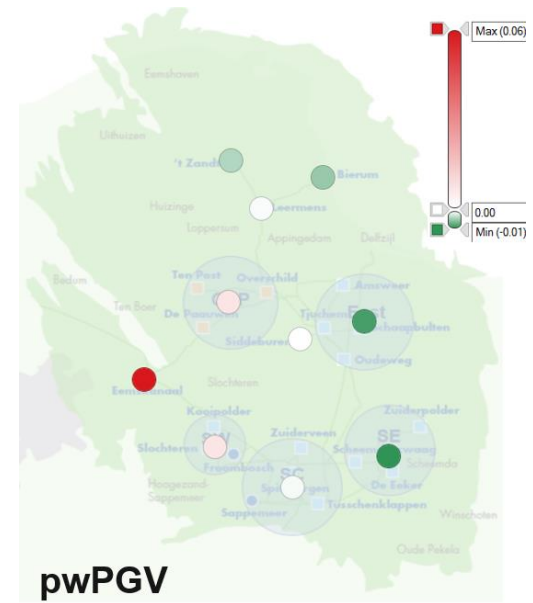 Max (0.06)
Eemshaven
Uithuizen
't Zandt
Bierum
Huizinge
Leermens
0.00
Loppersum
Appingedam
Delfzijl
Min (-0.01)
Bedum
Ten Post
Overschild
Amsweer
Ten Boer
De Paauwen
East
Siddeburen
Oudeweg
Slochteren
Eemskanaal
Kooipolder
Zuiderpolder
Zuiderveen
SW
SE
Slochteren
Froombosch
SC
Scheemda
De Eeker
Hoogezand-
Sappemeer
Tusschenklappen
Sappemeer
Winschoten
Oude Pekela
pwPGV